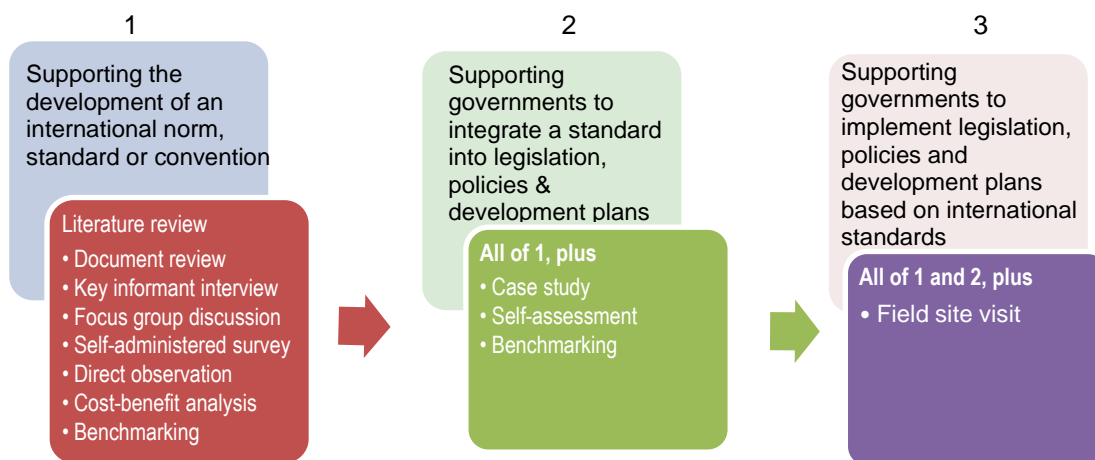 1
Supporting the
development of an
international norm,
standard or convention
Literature review
• Document review
• Key informant interview
• Focus group discussion
• Self-administered survey
• Direct observation
• Cost-benefit analysis
• Benchmarking
2
Supporting
governments to
integrate a standard
into legislation,
policies &
development plans
All of 1, plus
• Case study
• Self-assessment
• Benchmarking
3
Supporting
governments to
implement legislation,
policies and
development plans
based on international
standards
All of 1 and 2, plus
• Field site visit